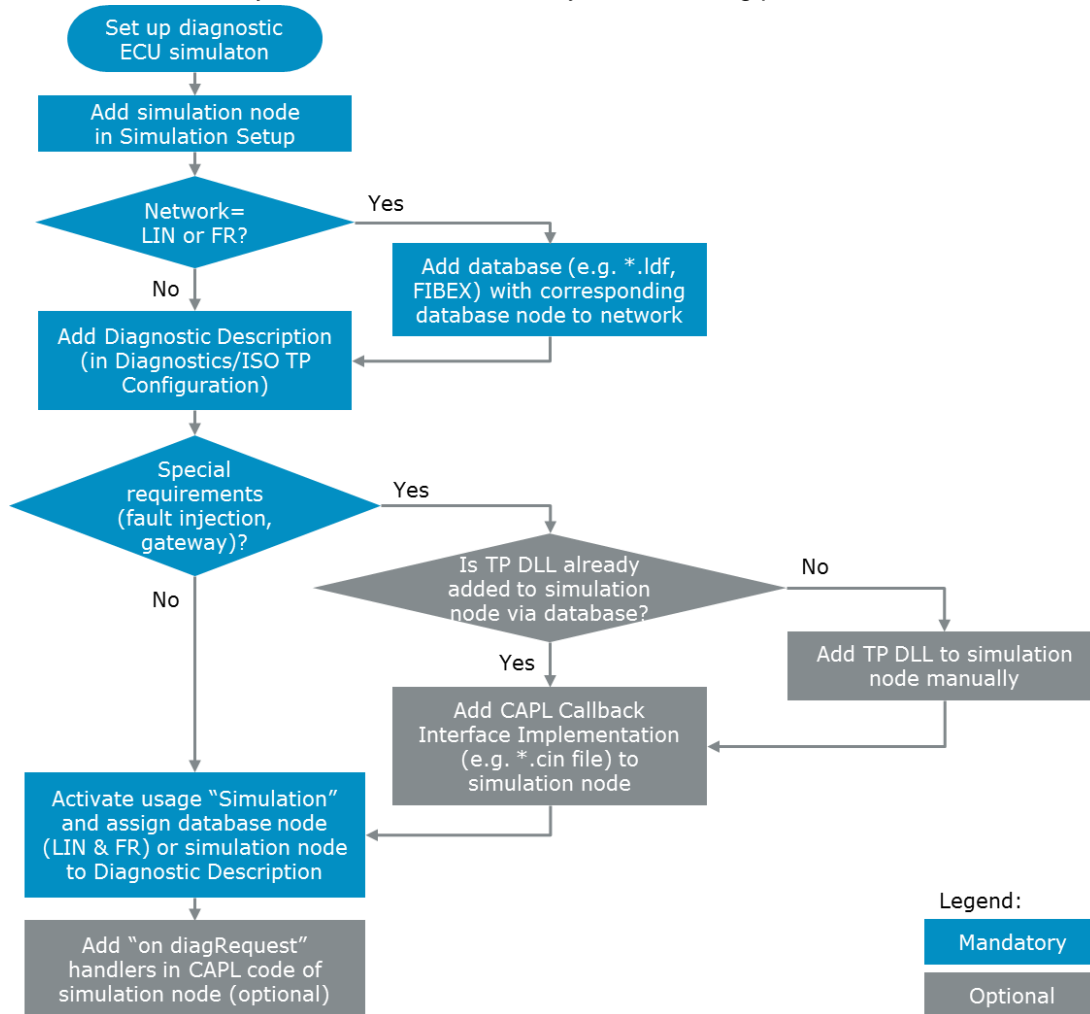 Set up diagnostic
ECU simulaton
Add simulation node
in Simulation Setup
Network=
LIN or FR?
Yes
No
Add database (e.g. *.ldf,
FIBEX) with corresponding
database node to network
Add Diagnostic Description
(in Diagnostics/ISO TP
Configuration)
Special
requirements
(fault injection,
gateway)?
Yes
No
Is TP DLL already
added to simulation
node via database?
No
Yes
Add TP DLL to simulation
node manually
Add CAPL Callback
Interface Implementation
(e.g. *.cin file) to
simulation node
Activate usage “Simulation”
and assign database node
(LIN & FR) or simulation node
to Diagnostic Description
Add “on diagRequest”
handlers in CAPL code of
simulation node (optional)
Legend:
Mandatory
Optional